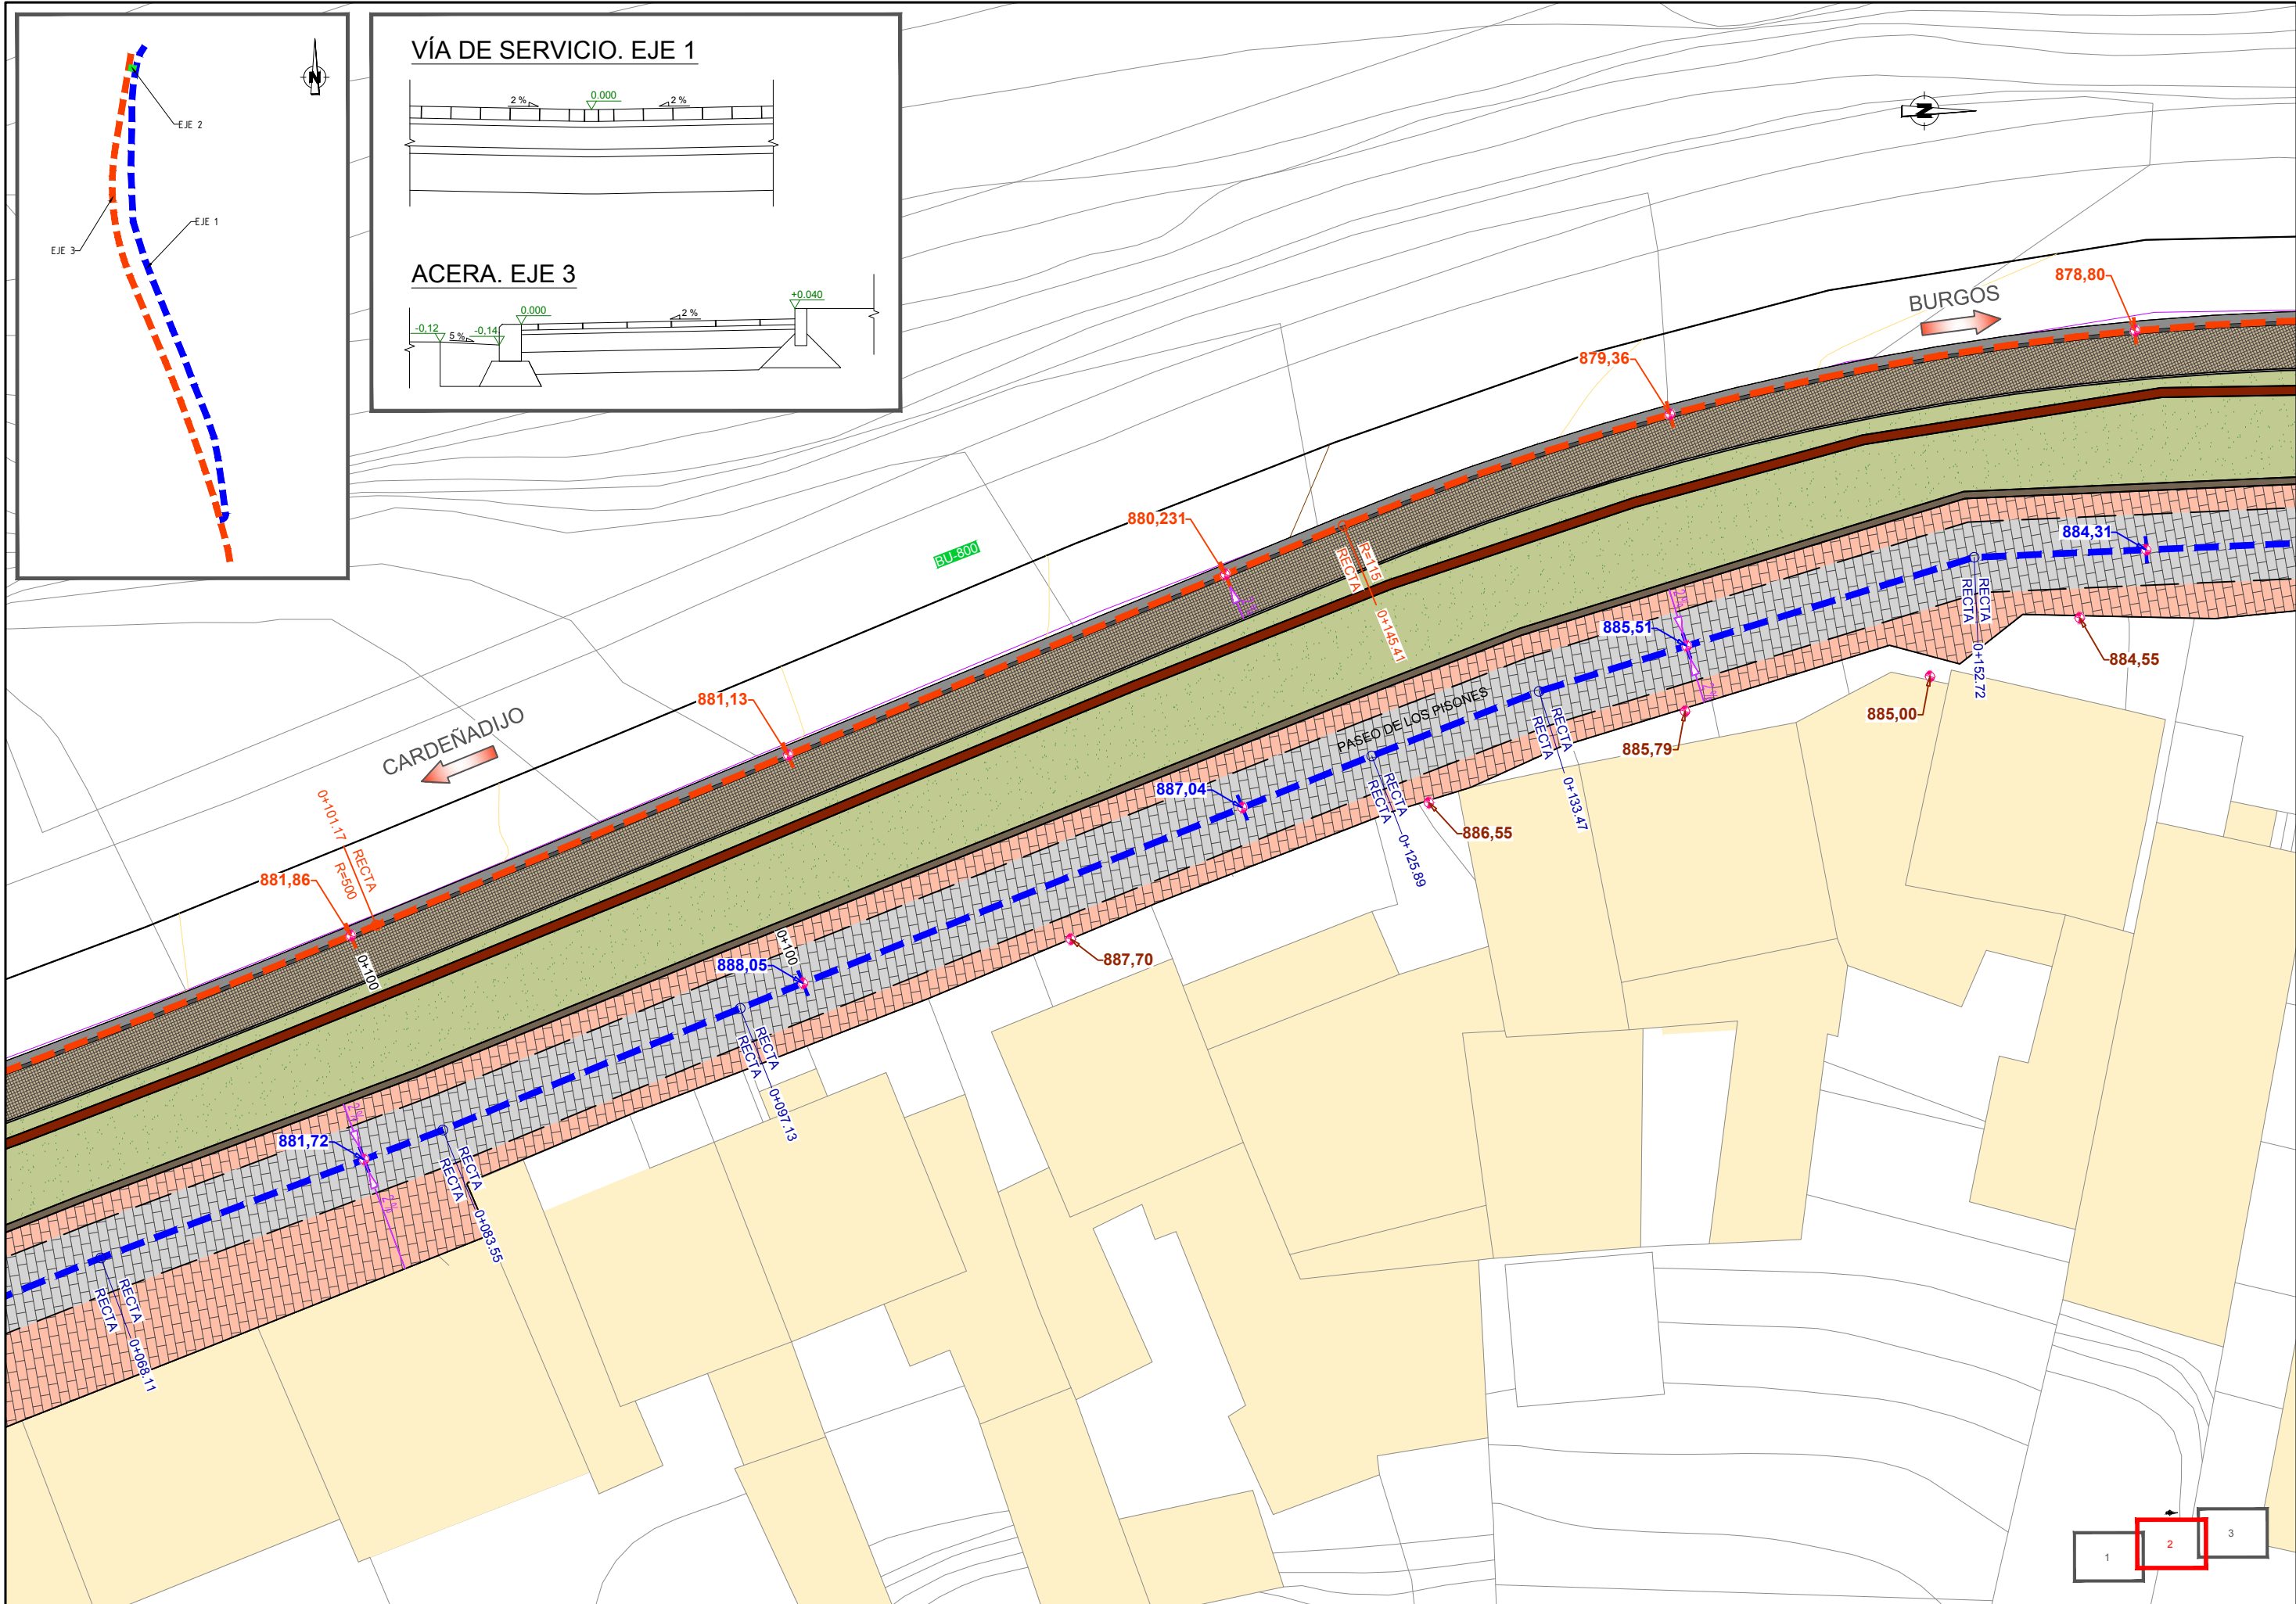 N
EJE 2
EJE 1
EJE 3
VÍA DE SERVICIO. EJE 1
2 %
0.000
2 %
ACERA. EJE 3
-0,12
5 %
-0,14
0.000
2 %
+0.040
N
BURGOS
878,80
879,36
880,231
R=115
RECTA
0+145.41
BU-800
884,31
RECTA
RECTA
0+152.72
884,55
885,00
885,51
885,79
2%
2%
PASEO DE LOS PISONES
RECTA
RECTA
0+133.47
887,04
RECTA
RECTA
0+125.89
886,55
881,13
CARDEÑADIJO
0+101.17
RECTA
R=500
881,86
0+100
0+100
888,05
887,70
RECTA
RECTA
0+097.13
2%
881,72
2%
RECTA
RECTA
0+083.55
RECTA
RECTA
0+068.11
1
2
3